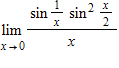 lim x→0 (sin 1/x sin² x/2) / x